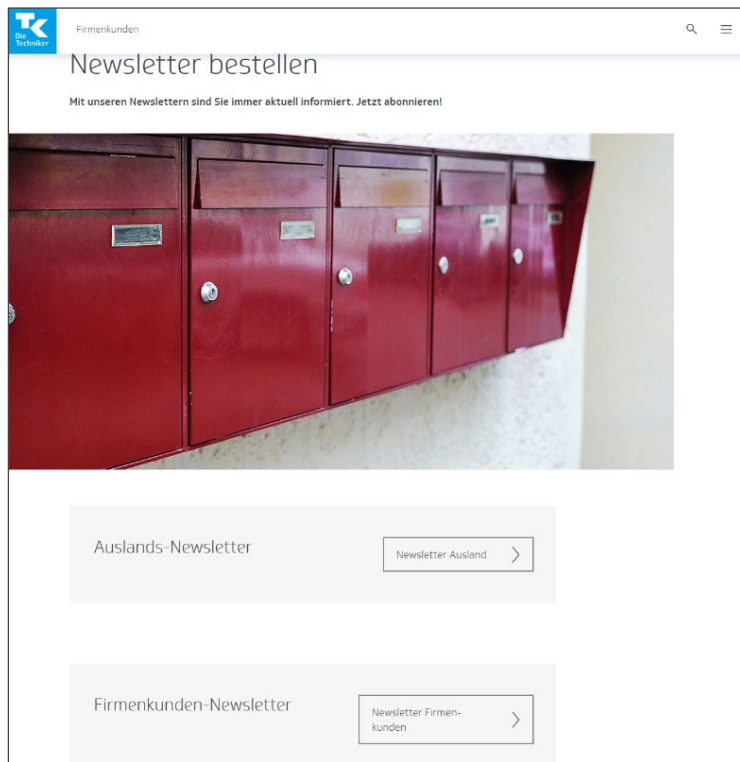 TK
Die
Techniker
Firmenkunden
Newsletter bestellen
Mit unseren Newslettern sind Sie immer aktuell informiert. Jetzt abonnieren!
Auslands-Newsletter
Newsletter Ausland
Firmenkunden-Newsletter
Newsletter Firmen-
kunden